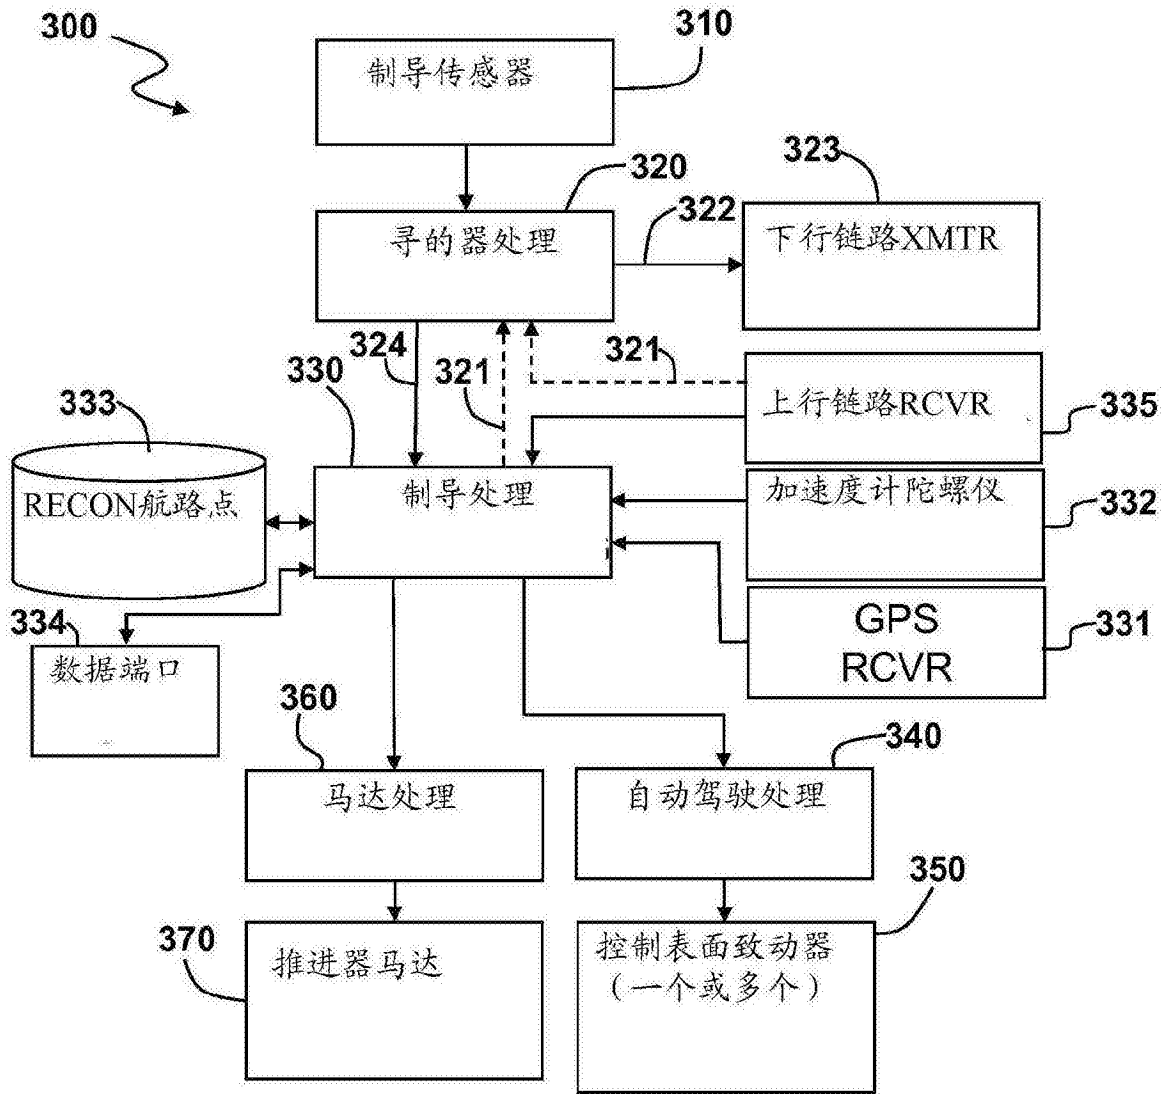 300
310
制导传感器
320
323
322
寻的器处理
下行链路XMTR
324
321
321
330
333
上行链路RCVR
335
RECON航路点
制导处理
加速度计陀螺仪
332
334
数据端口
GPS
RCVR
331
360
340
马达处理
自动驾驶处理
350
370
推进器马达
控制表面致动器
（一个或多个）